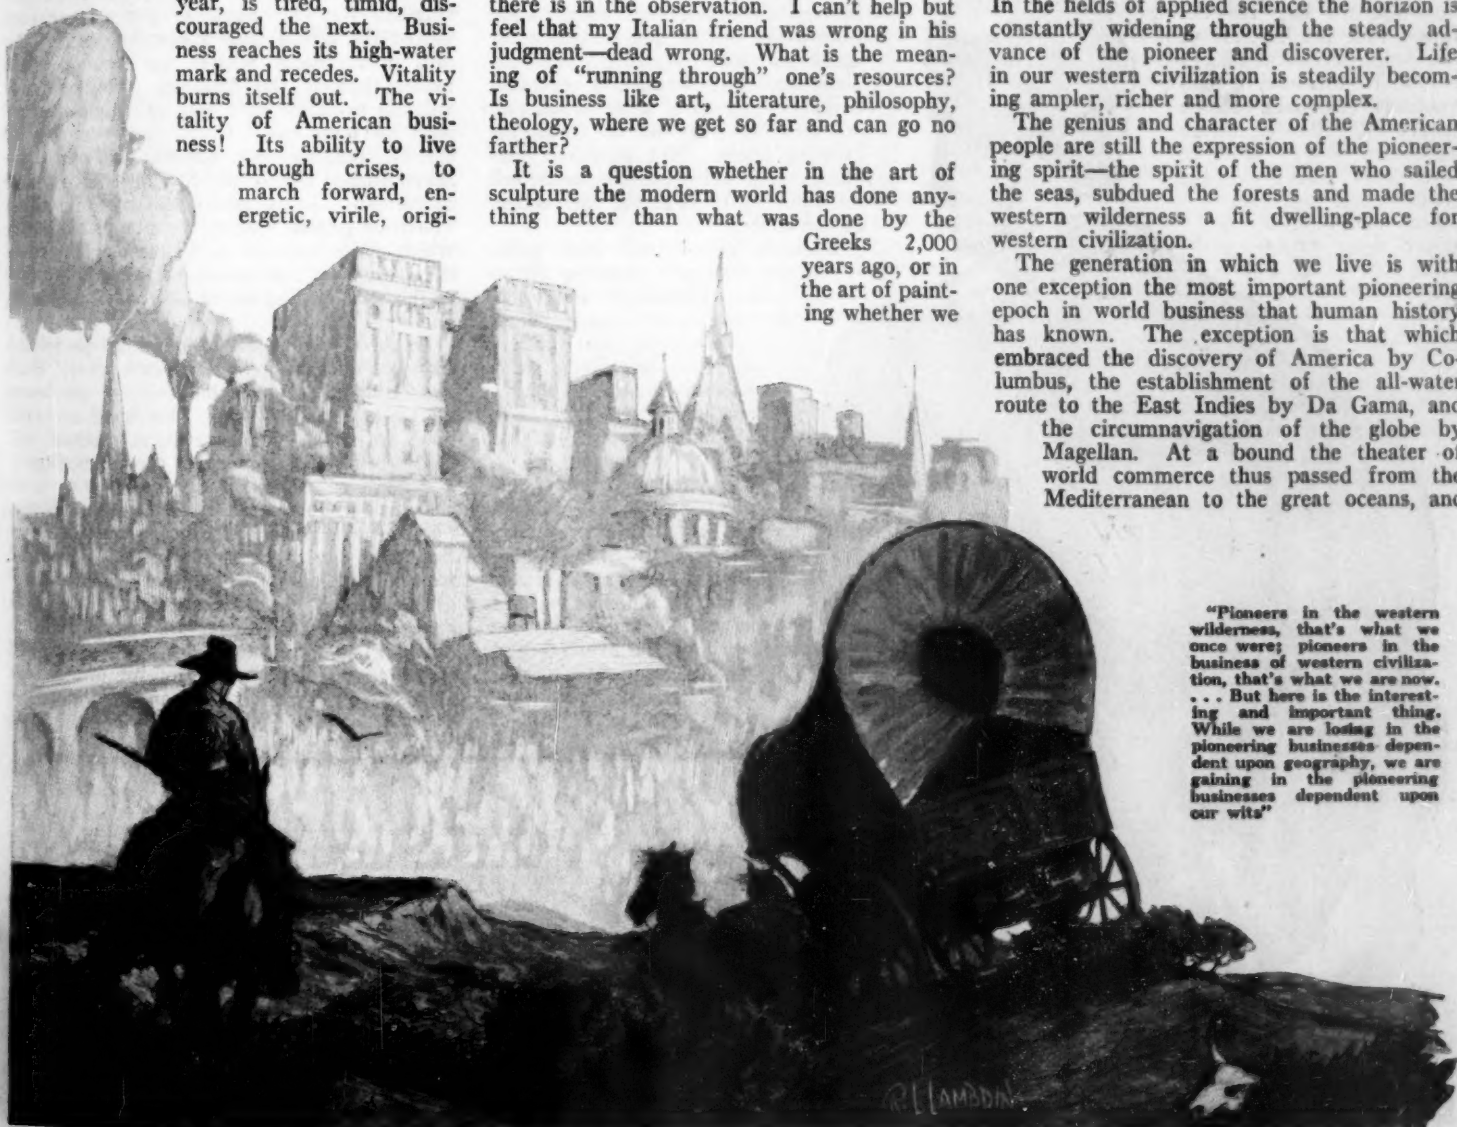 year, is tired, timid, dis-
couraged the next. Busi-
ness reaches its high-water
mark and recedes. Vitality
burns itself out. The vi-
tality of American busi-
ness! Its ability to live
through crises, to
march forward, en-
ergetic, virile, origi-
there is in the observation. I can't help but
feel that my Italian friend was wrong in his
judgment—dead wrong. What is the mean-
ing of "running through" one's resources?
Is business like art, literature, philosophy,
theology, where we get so far and can go no
farther?
It is a question whether in the art of
sculpture the modern world has done any-
thing better than what was done by the
Greeks 2,000
years ago, or in
the art of paint-
ing whether we
In the fields of applied science the horizon is
constantly widening through the steady ad-
vance of the pioneer and discoverer. Life
in our western civilization is steadily becom-
ing ampler, richer and more complex.
The genius and character of the American
people are still the expression of the pioneer-
ing spirit—the spirit of the men who sailed
the seas, subdued the forests and made the
western wilderness a fit dwelling-place for
western civilization.
The generation in which we live is with
one exception the most important pioneering
epoch in world business that human history
has known. The exception is that which
embraced the discovery of America by Co-
lumbus, the establishment of the all-water
route to the East Indies by Da Gama, and
the circumnavigation of the globe by
Magellan. At a bound the theater of
world commerce thus passed from the
Mediterranean to the great oceans, and
"Pioneers in the western
wilderness, that's what we
once were; pioneers in the
business of western civiliza-
tion, that's what we are now.
. . . But here is the interest-
ing and important thing.
While we are losing in the
pioneering businesses depen-
dent upon geography, we are
gaining in the pioneering
businesses dependent upon
our wits"
R. L. LAMBDIN